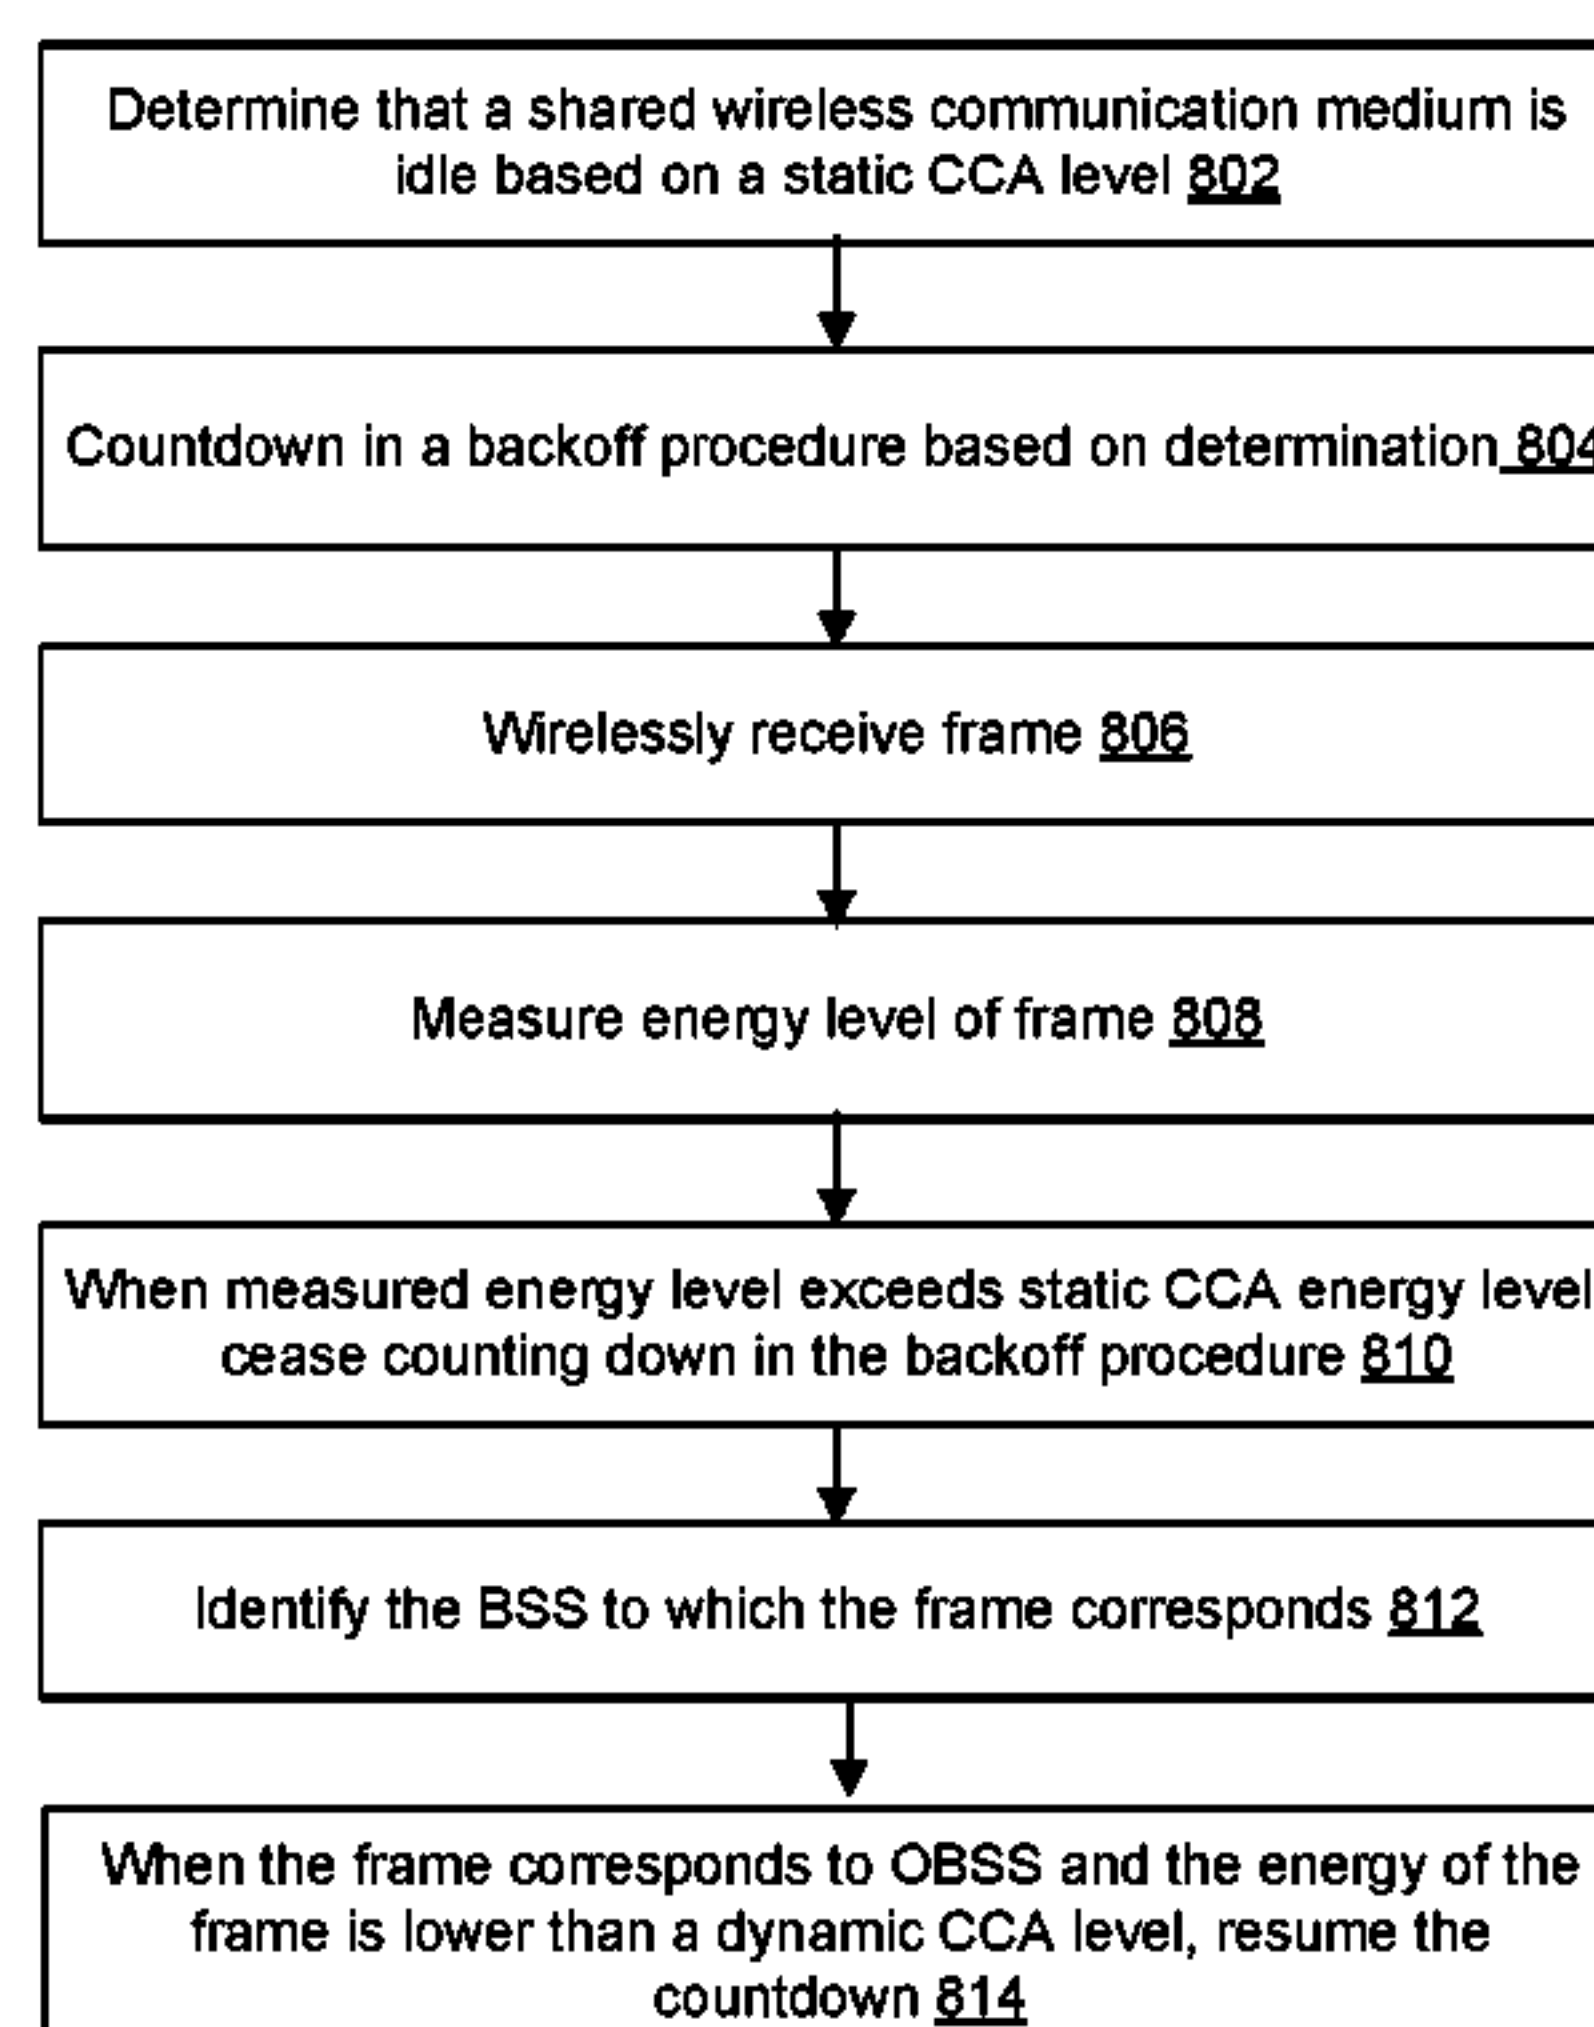 Determine that a shared wireless communication medium is
idle based on a static CCA level 802
Countdown in a backoff procedure based on determination 804
Wirelessly receive frame 806
Measure energy level of frame 808
When measured energy level exceeds static CCA energy level
cease counting down in the backoff procedure 810
Identify the BSS to which the frame corresponds 812
When the frame corresponds to OBSS and the energy of the
frame is lower than a dynamic CCA level, resume the
countdown 814